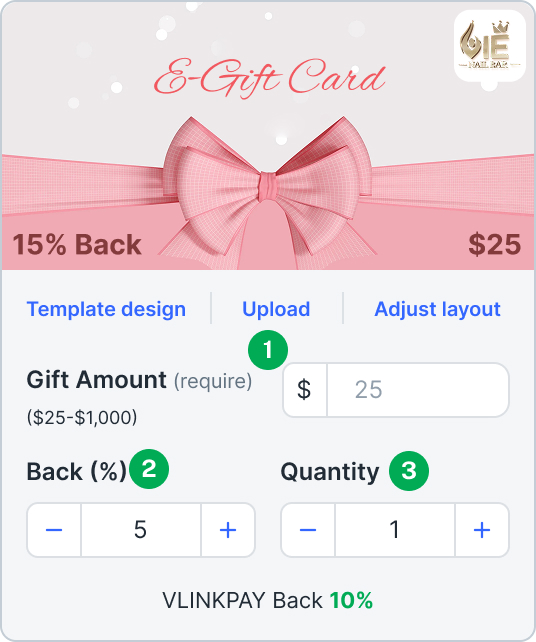 E-Gift Card
GIE
NAIL BAR
15% Back
$25
Template design
Upload
Adjust layout
1
Gift Amount (require)
($25-$1,000)
$
25
Back (%) 2
Quantity 3
− 5 +
− 1 +
VLINKPAY Back 10%